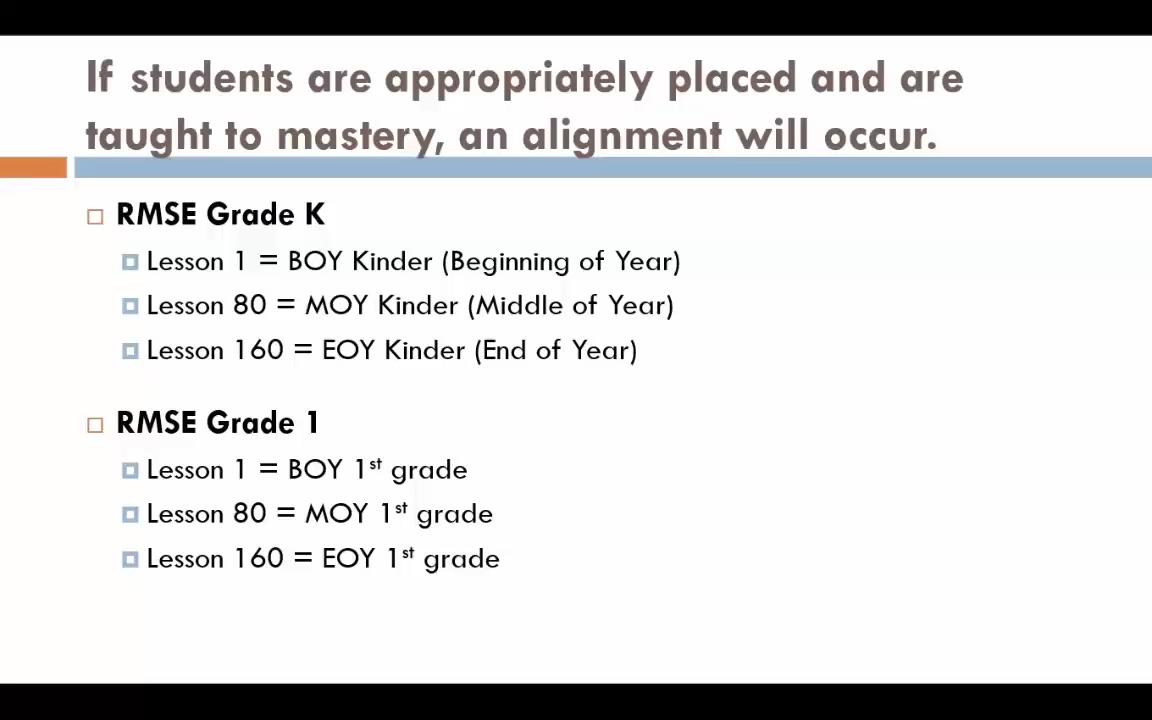 If students are appropriately placed and are
taught to mastery, an alignment will occur.
RMSE Grade K
Lesson 1 = BOY Kinder (Beginning of Year)
Lesson 80 = MOY Kinder (Middle of Year)
Lesson 160 = EOY Kinder (End of Year)
RMSE Grade 1
Lesson 1 = BOY 1st grade
Lesson 80 = MOY 1st grade
Lesson 160 = EOY 1st grade